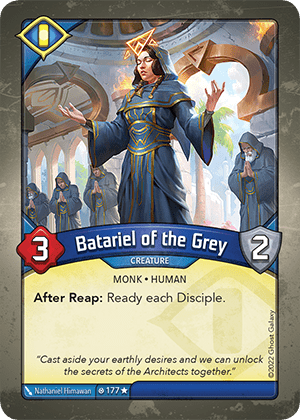 Batariel of the Grey
3
CREATURE
2
MONK • HUMAN
After Reap: Ready each Disciple.
"Cast aside your earthly desires and we can unlock
the secrets of the Architects together."
Nathaniel Himawan
177★
©2022 Ghost Galaxy